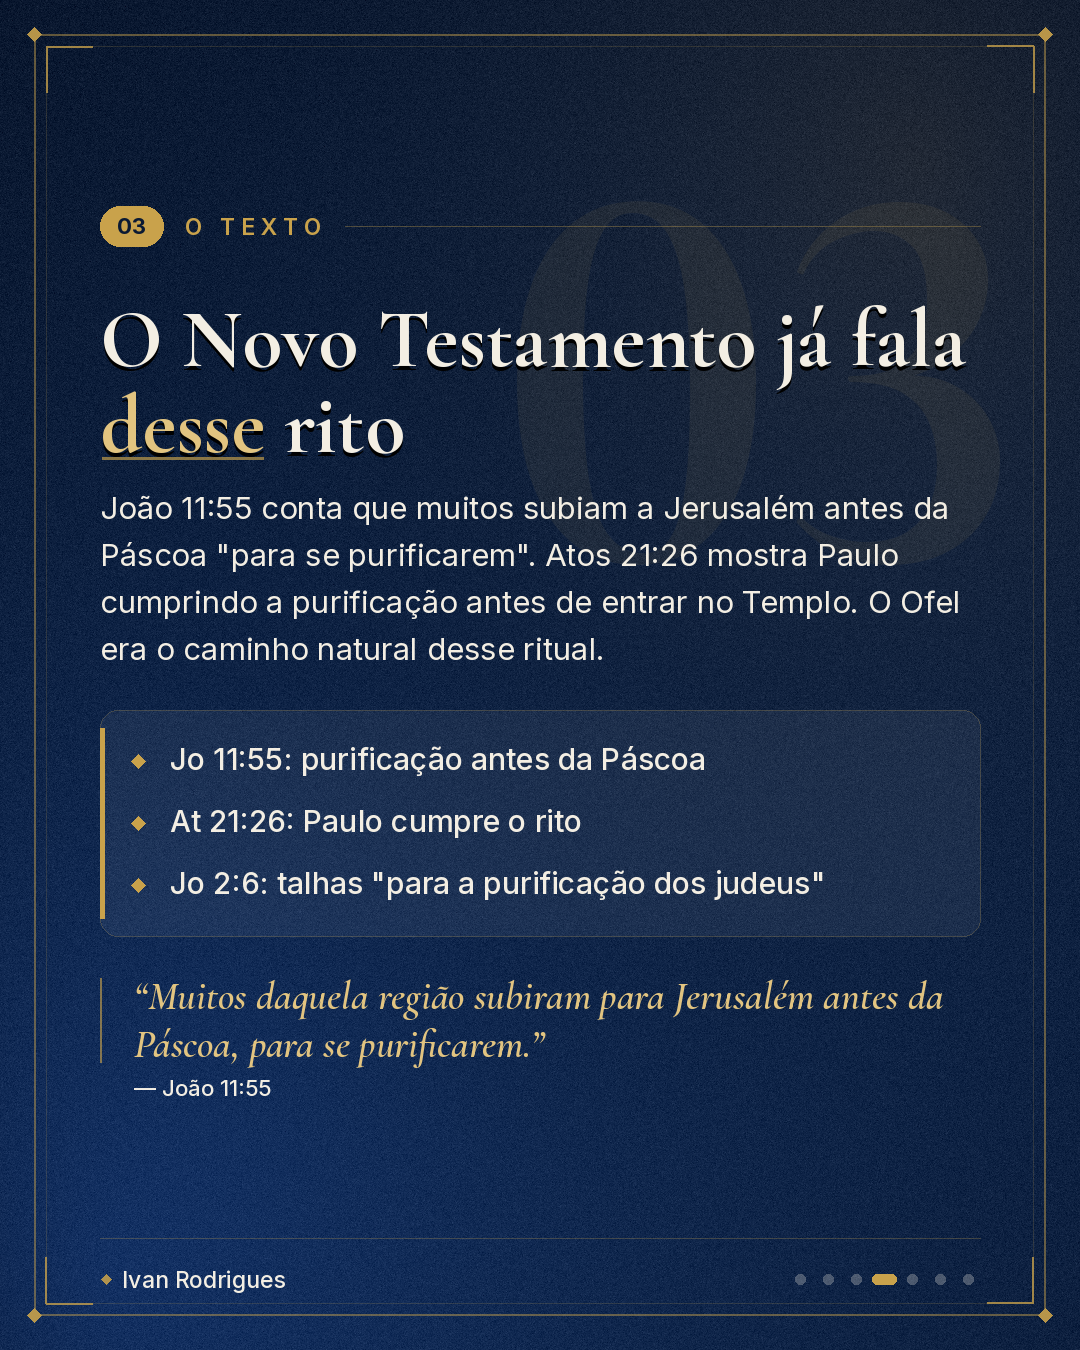 03 O TEXTO
03
O Novo Testamento já fala
desse rito
João 11:55 conta que muitos subiam a Jerusalém antes da
Páscoa "para se purificarem". Atos 21:26 mostra Paulo
cumprindo a purificação antes de entrar no Templo. O Ofel
era o caminho natural desse ritual.
Jo 11:55: purificação antes da Páscoa
At 21:26: Paulo cumpre o rito
Jo 2:6: talhas "para a purificação dos judeus"
“Muitos daquela região subiram para Jerusalém antes da
Páscoa, para se purificarem.”
— João 11:55
Ivan Rodrigues